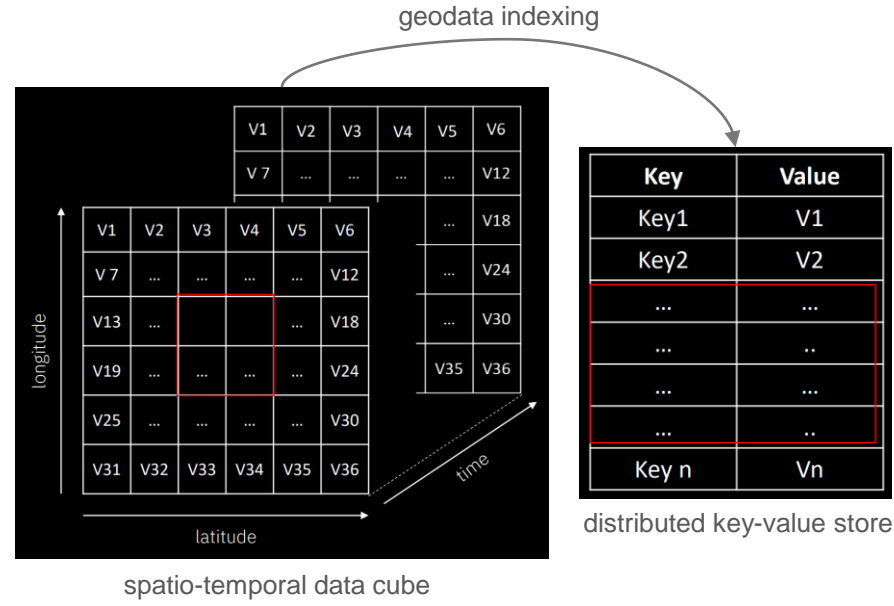 geodata indexing
V1 V2 V3 V4 V5 V6
V 7 ... ... ... ... V12
... V18
... V24
... V30
V35 V36
V1 V2 V3 V4 V5 V6
V 7 ... ... ... ... V12
V13 ... ... V18
V19 ... ... ... ... V24
V25 ... ... ... ... V30
V31 V32 V33 V34 V35 V36
longitude
latitude
time
spatio-temporal data cube
Key Value
Key1 V1
Key2 V2
... ...
... ..
... ...
... ..
Key n Vn
distributed key-value store